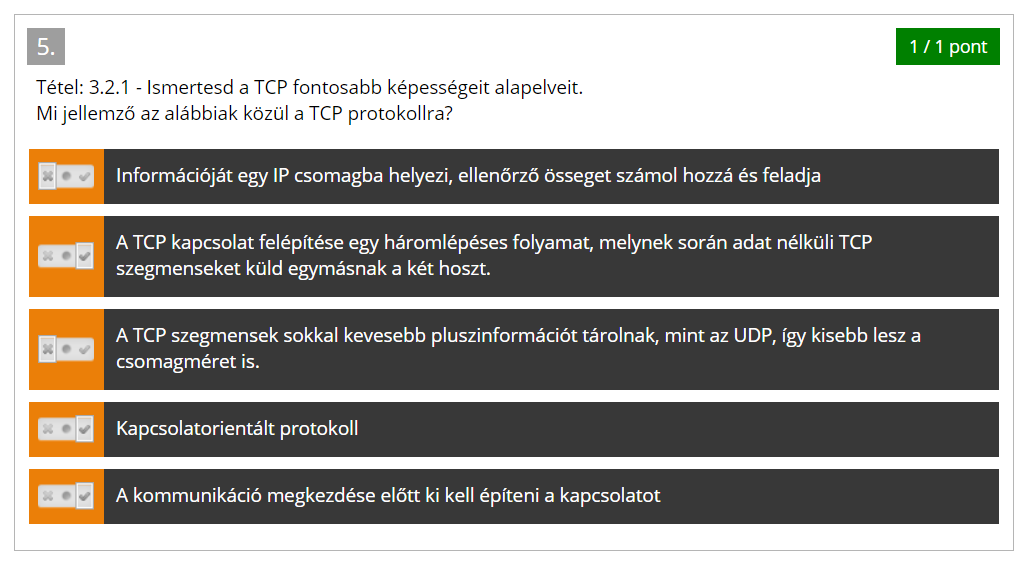 5.
1 / 1 pont
Tétel: 3.2.1 - Ismertesd a TCP fontosabb képességeit alapelveit.
Mi jellemző az alábbiak közül a TCP protokollra?
Információját egy IP csomagba helyezi, ellenőrző összeget számol hozzá és feladja
A TCP kapcsolat felépítése egy háromlépéses folyamat, melynek során adat nélküli TCP
szegmenseket küld egymásnak a két hoszt.
A TCP szegmensek sokkal kevesebb pluszinformációt tárolnak, mint az UDP, így kisebb lesz a
csomagméret is.
Kapcsolatorientált protokoll
A kommunikáció megkezdése előtt ki kell építeni a kapcsolatot